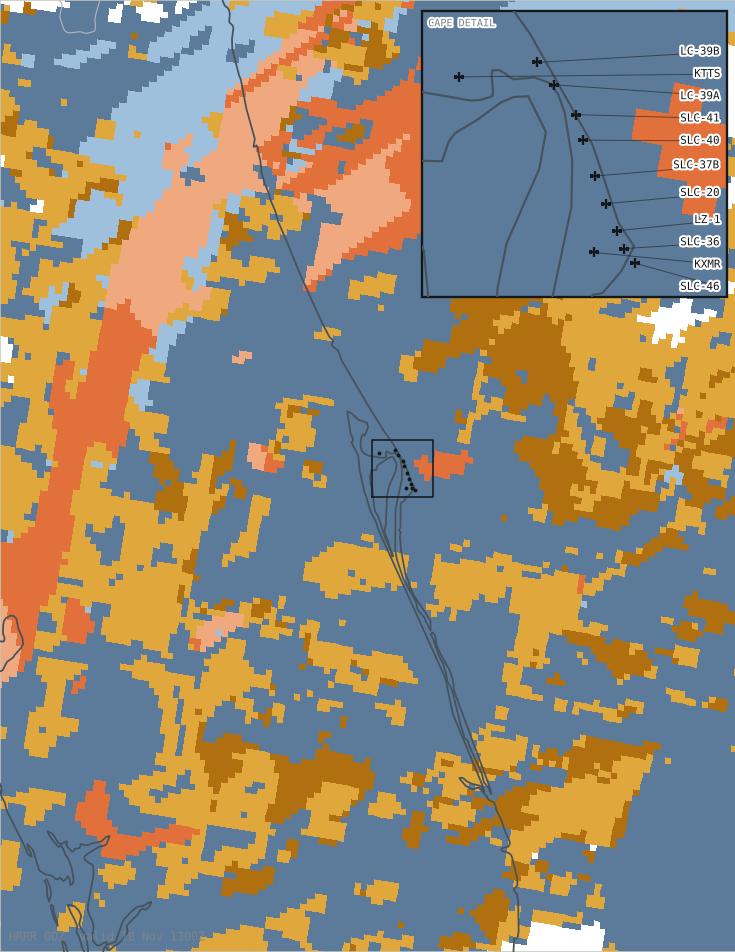 CAPE DETAIL
LC-39B
KTTS
LC-39A
SLC-41
SLC-40
SLC-37B
SLC-20
LZ-1
SLC-36
KXMR
SLC-46